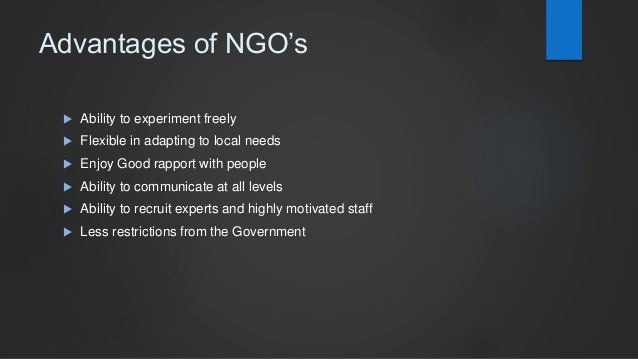 Advantages of NGO’s
Ability to experiment freely
Flexible in adapting to local needs
Enjoy Good rapport with people
Ability to communicate at all levels
Ability to recruit experts and highly motivated staff
Less restrictions from the Government